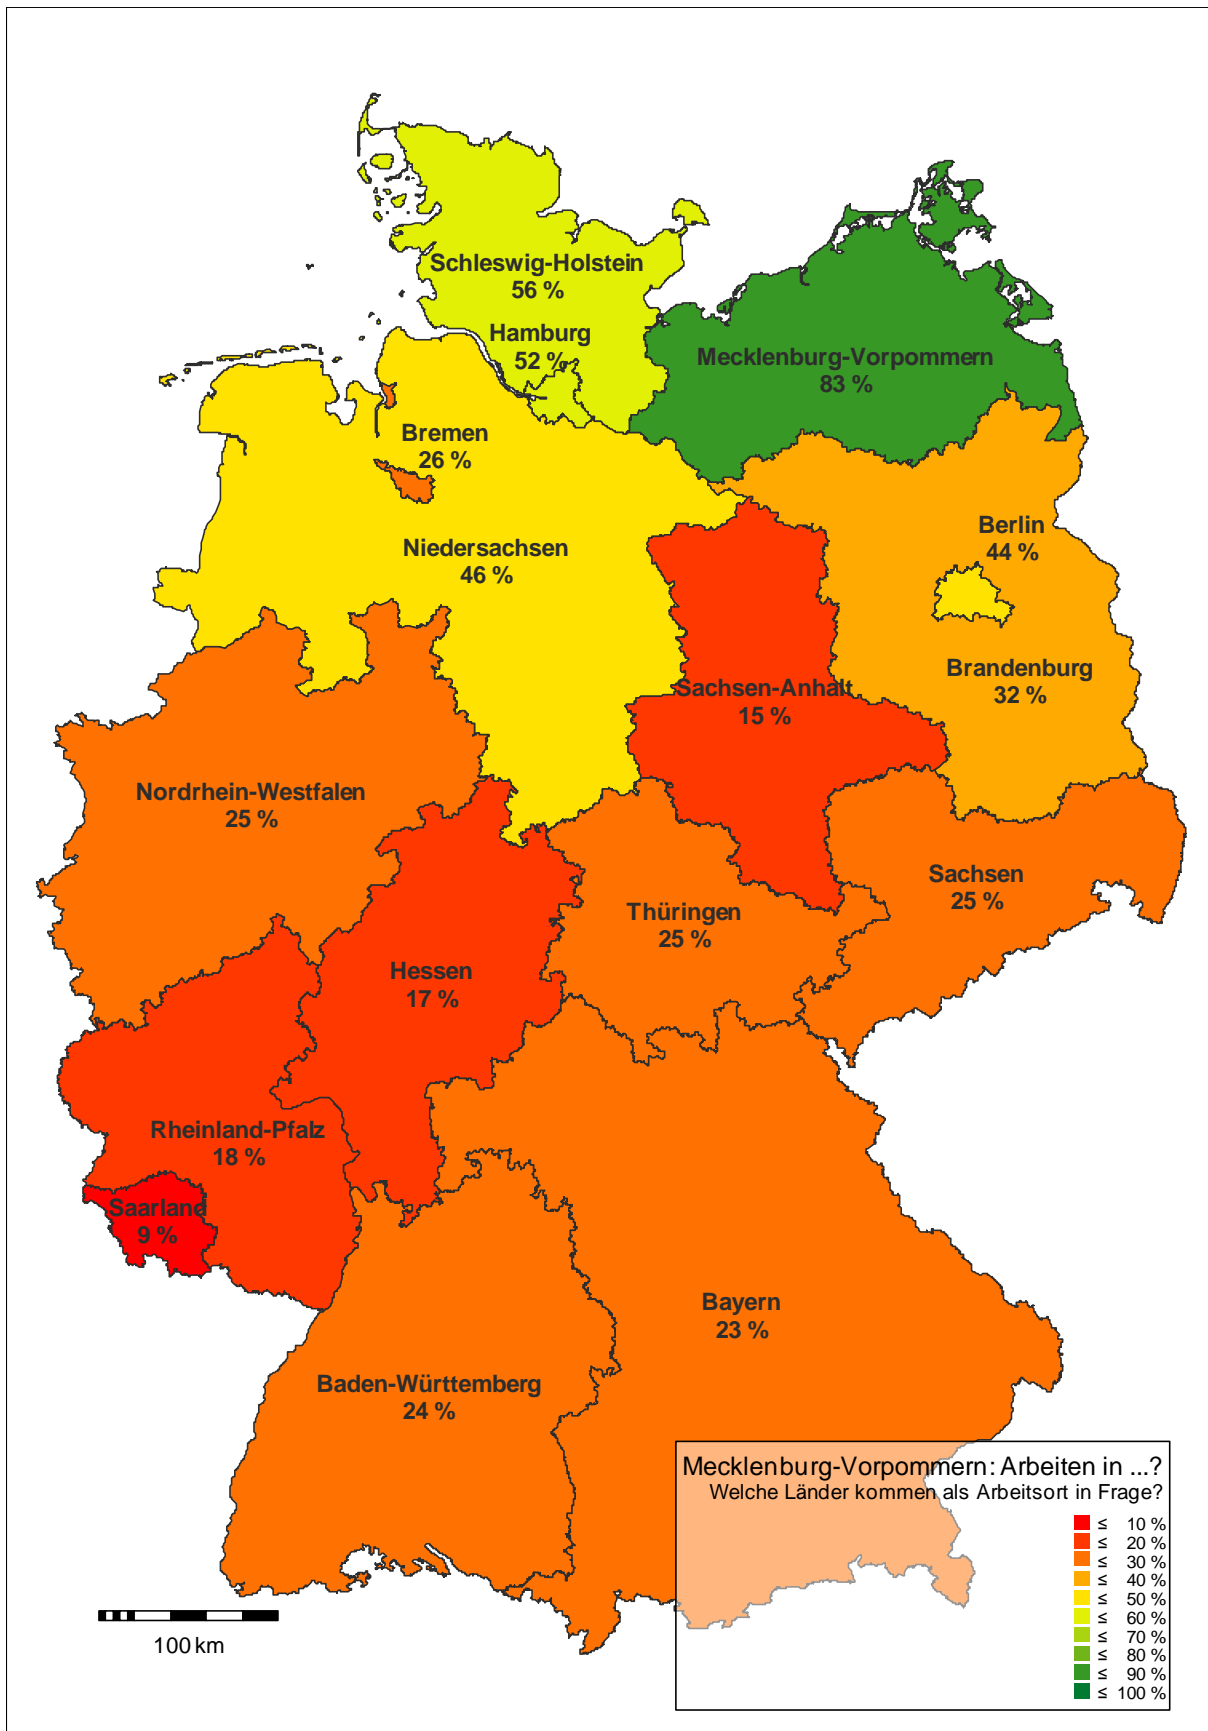 Schleswig-Holstein
56 %
Hamburg
52 %
Mecklenburg-Vorpommern
83 %
Bremen
26 %
Berlin
44 %
Niedersachsen
46 %
Brandenburg
32 %
Sachsen-Anhalt
15 %
Nordrhein-Westfalen
25 %
Sachsen
25 %
Thüringen
25 %
Hessen
17 %
Rheinland-Pfalz
18 %
Saarland
9 %
Bayern
23 %
Baden-Württemberg
24 %
Mecklenburg-Vorpommern: Arbeiten in ...?
Welche Länder kommen als Arbeitsort in Frage?
≤ 10 %
≤ 20 %
≤ 30 %
≤ 40 %
≤ 50 %
≤ 60 %
≤ 70 %
≤ 80 %
≤ 90 %
≤ 100 %
100 km